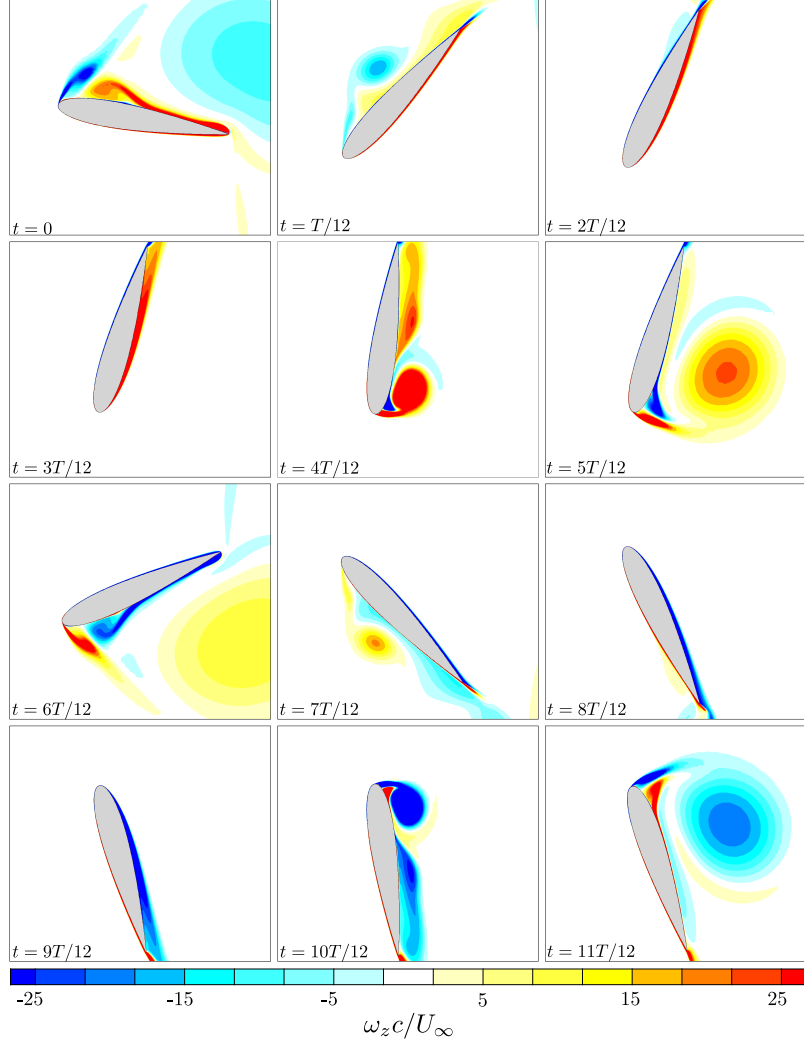 t = 0
t = T/12
2T/12
t = 3T/12
t = 4T/12
t = 5T/12
t = 6T/12
t = 7T/12
t = 8T/12
t = 9T/12
t = 10T/12
t = 11T/12
-25 -15 -5 5 15 25
ω_z c/U_∞